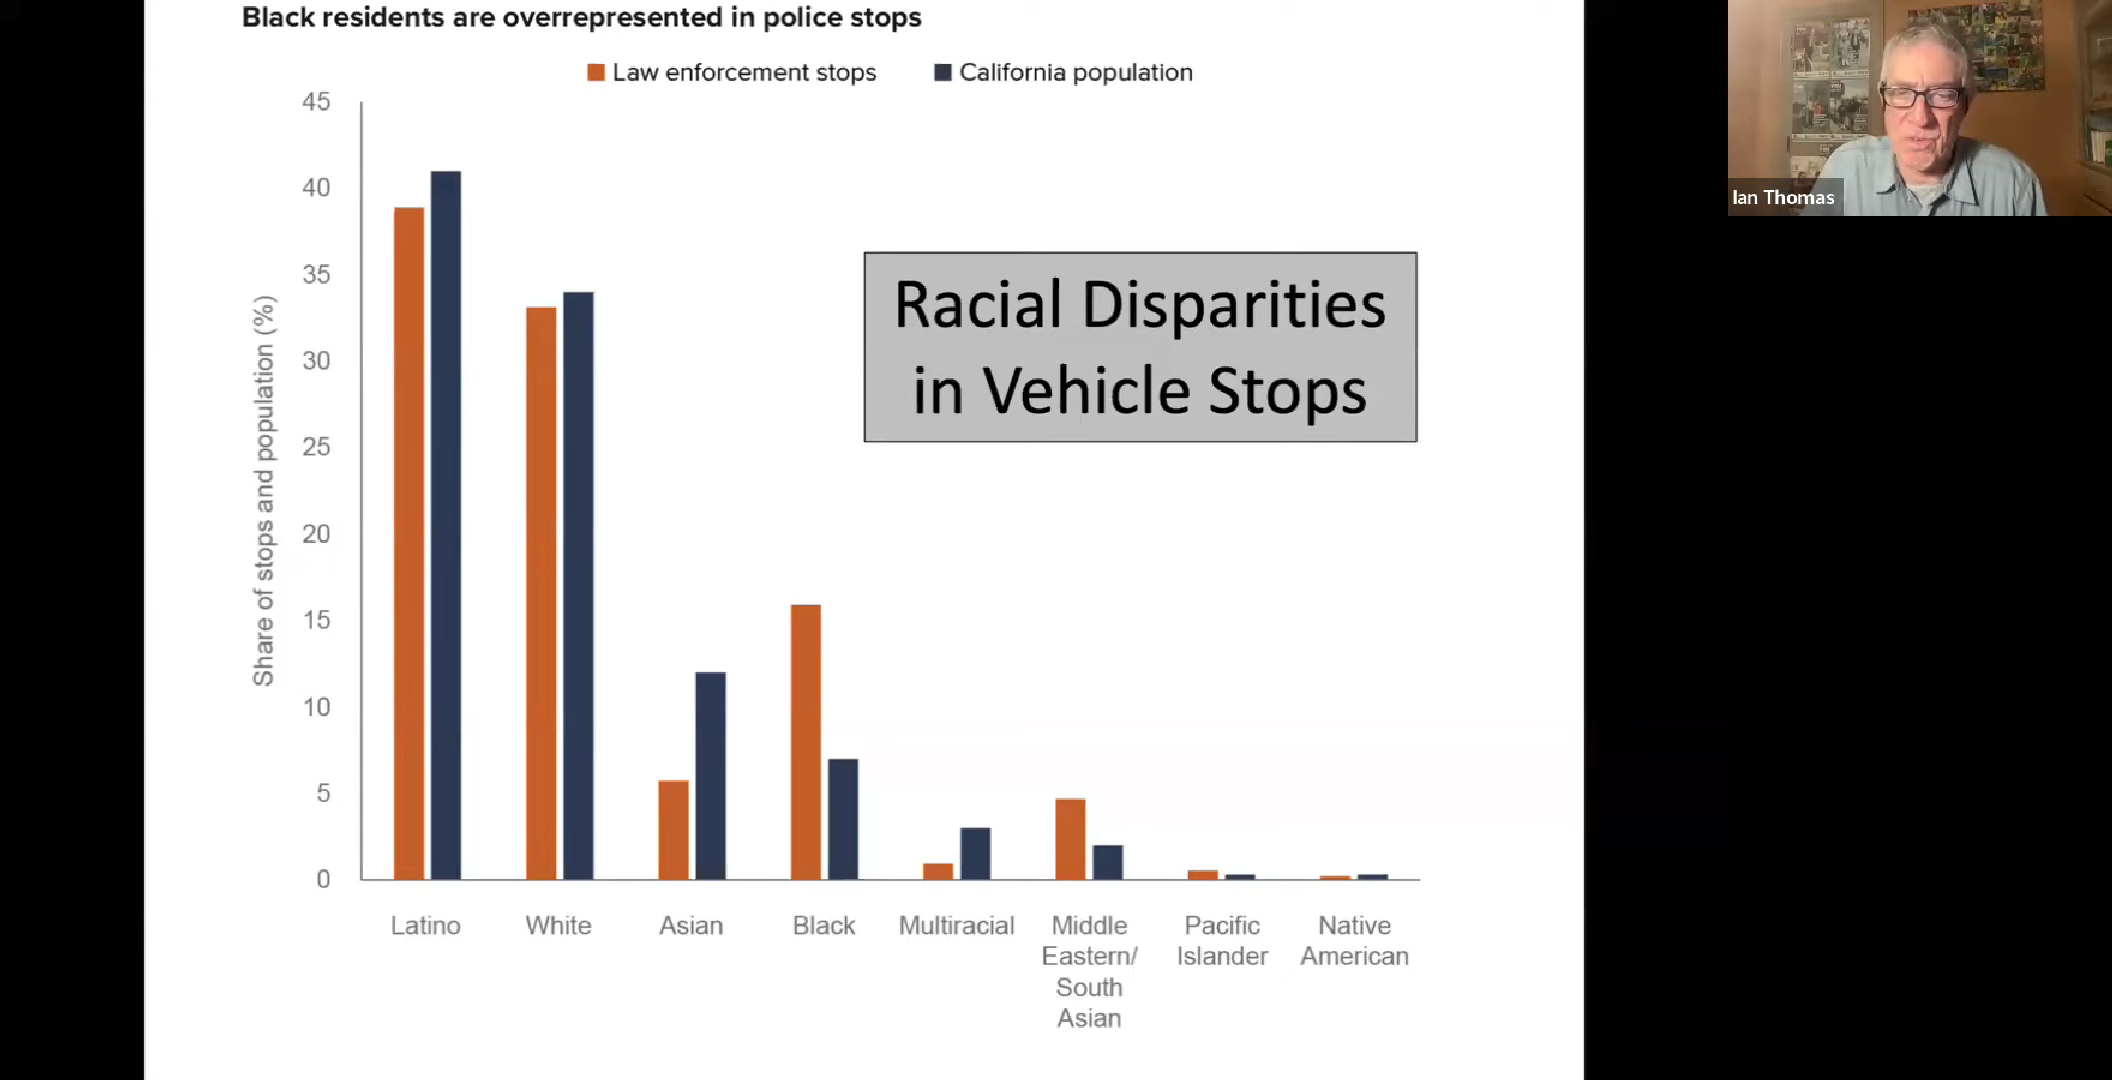 Black residents are overrepresented in police stops
Law enforcement stops
California population
45
40
35
30
25
20
15
10
5
0
Share of stops and population (%)
Racial Disparities
in Vehicle Stops
Latino
White
Asian
Black
Multiracial
Middle
Eastern/
South
Asian
Pacific
Islander
Native
American
Ian Thomas